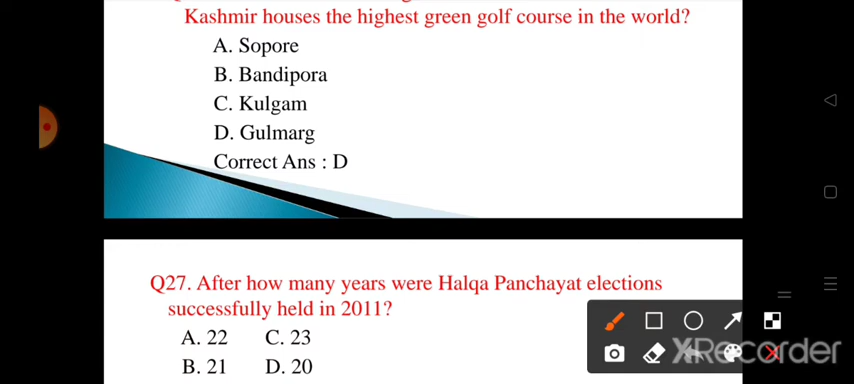 Kashmir houses the highest green golf course in the world?
A. Sopore
B. Bandipora
C. Kulgam
D. Gulmarg
Correct Ans : D
Q27. After how many years were Halqa Panchayat elections
successfully held in 2011?
A. 22 C. 23
B. 21 D. 20
XRecorder